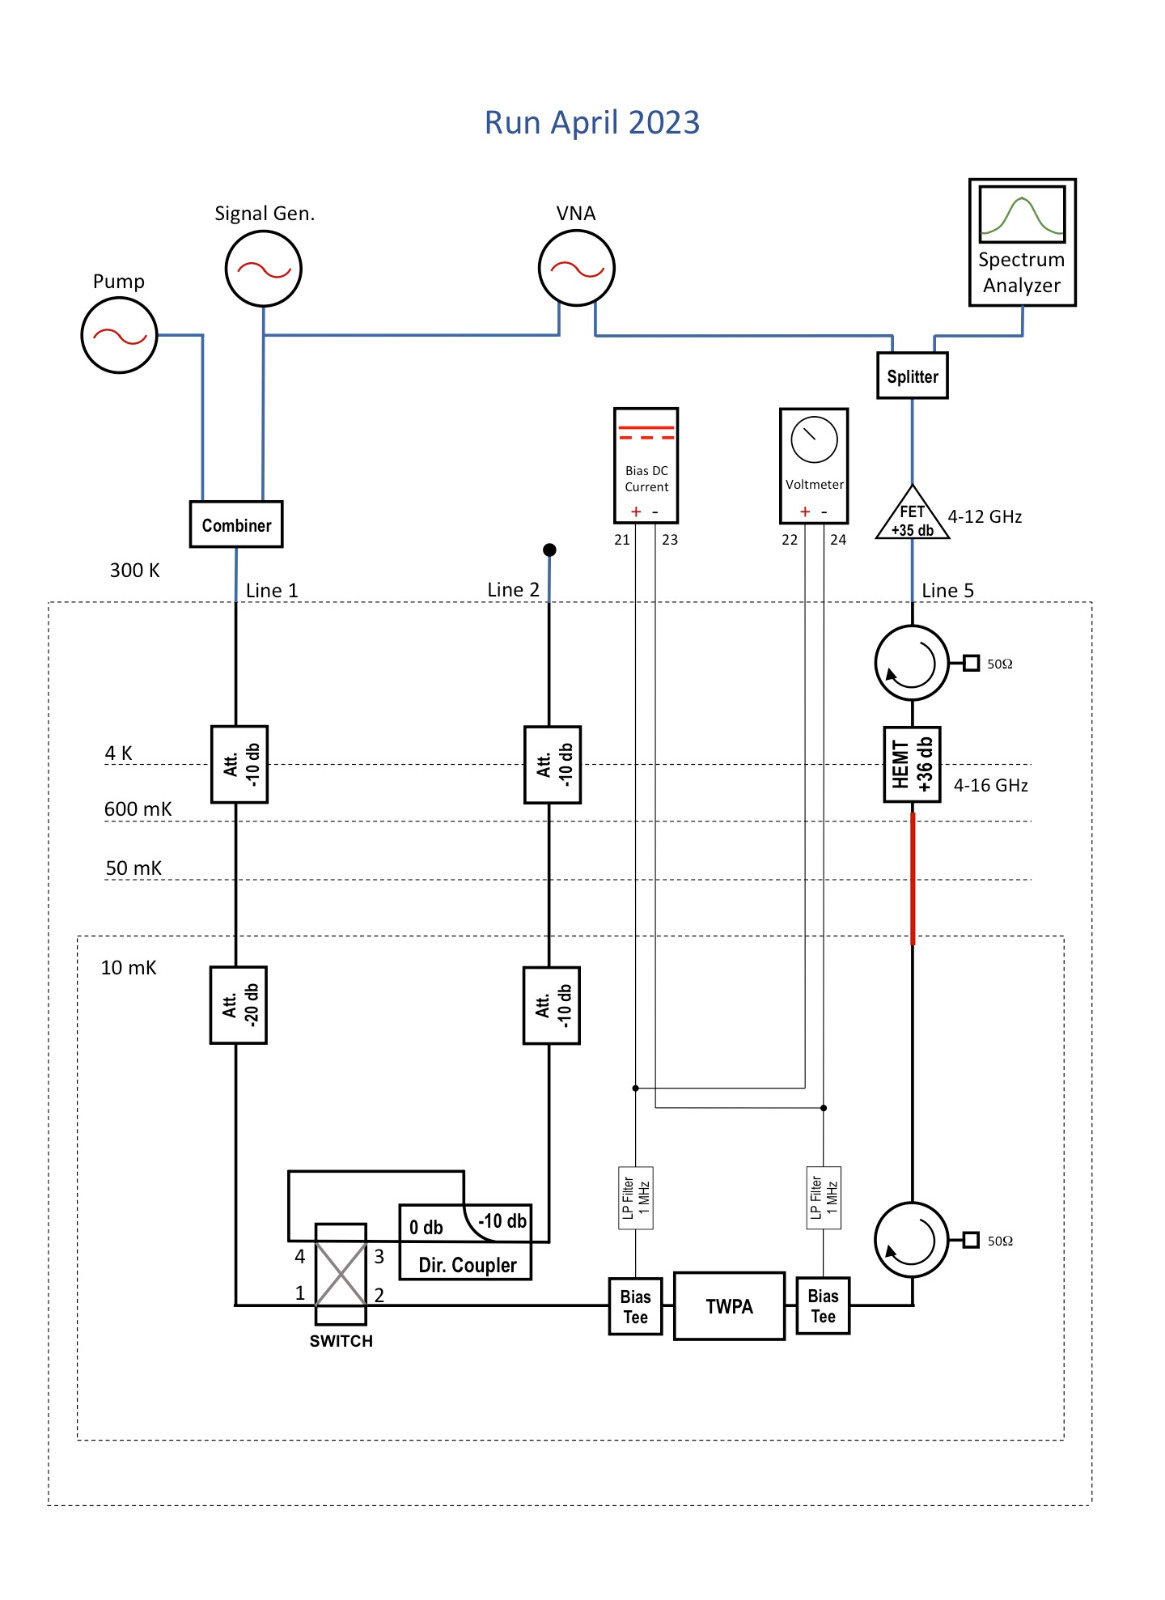 Run April 2023
Signal Gen.
VNA
Pump
Spectrum
Analyzer
Splitter
Bias DC
Current
+ -
21 23
Voltmeter
+ -
22 24
FET
+35 db
4-12 GHz
Combiner
300 K
Line 1
Line 2
Line 5
50Ω
4 K
Att.
-10 db
Att.
-10 db
HEMT
+36 db
4-16 GHz
600 mK
50 mK
10 mK
Att.
-20 db
Att.
-10 db
LP Filter
1 MHz
LP Filter
1 MHz
0 db
-10 db
Dir. Coupler
4
3
1
2
SWITCH
Bias
Tee
TWPA
Bias
Tee
50Ω